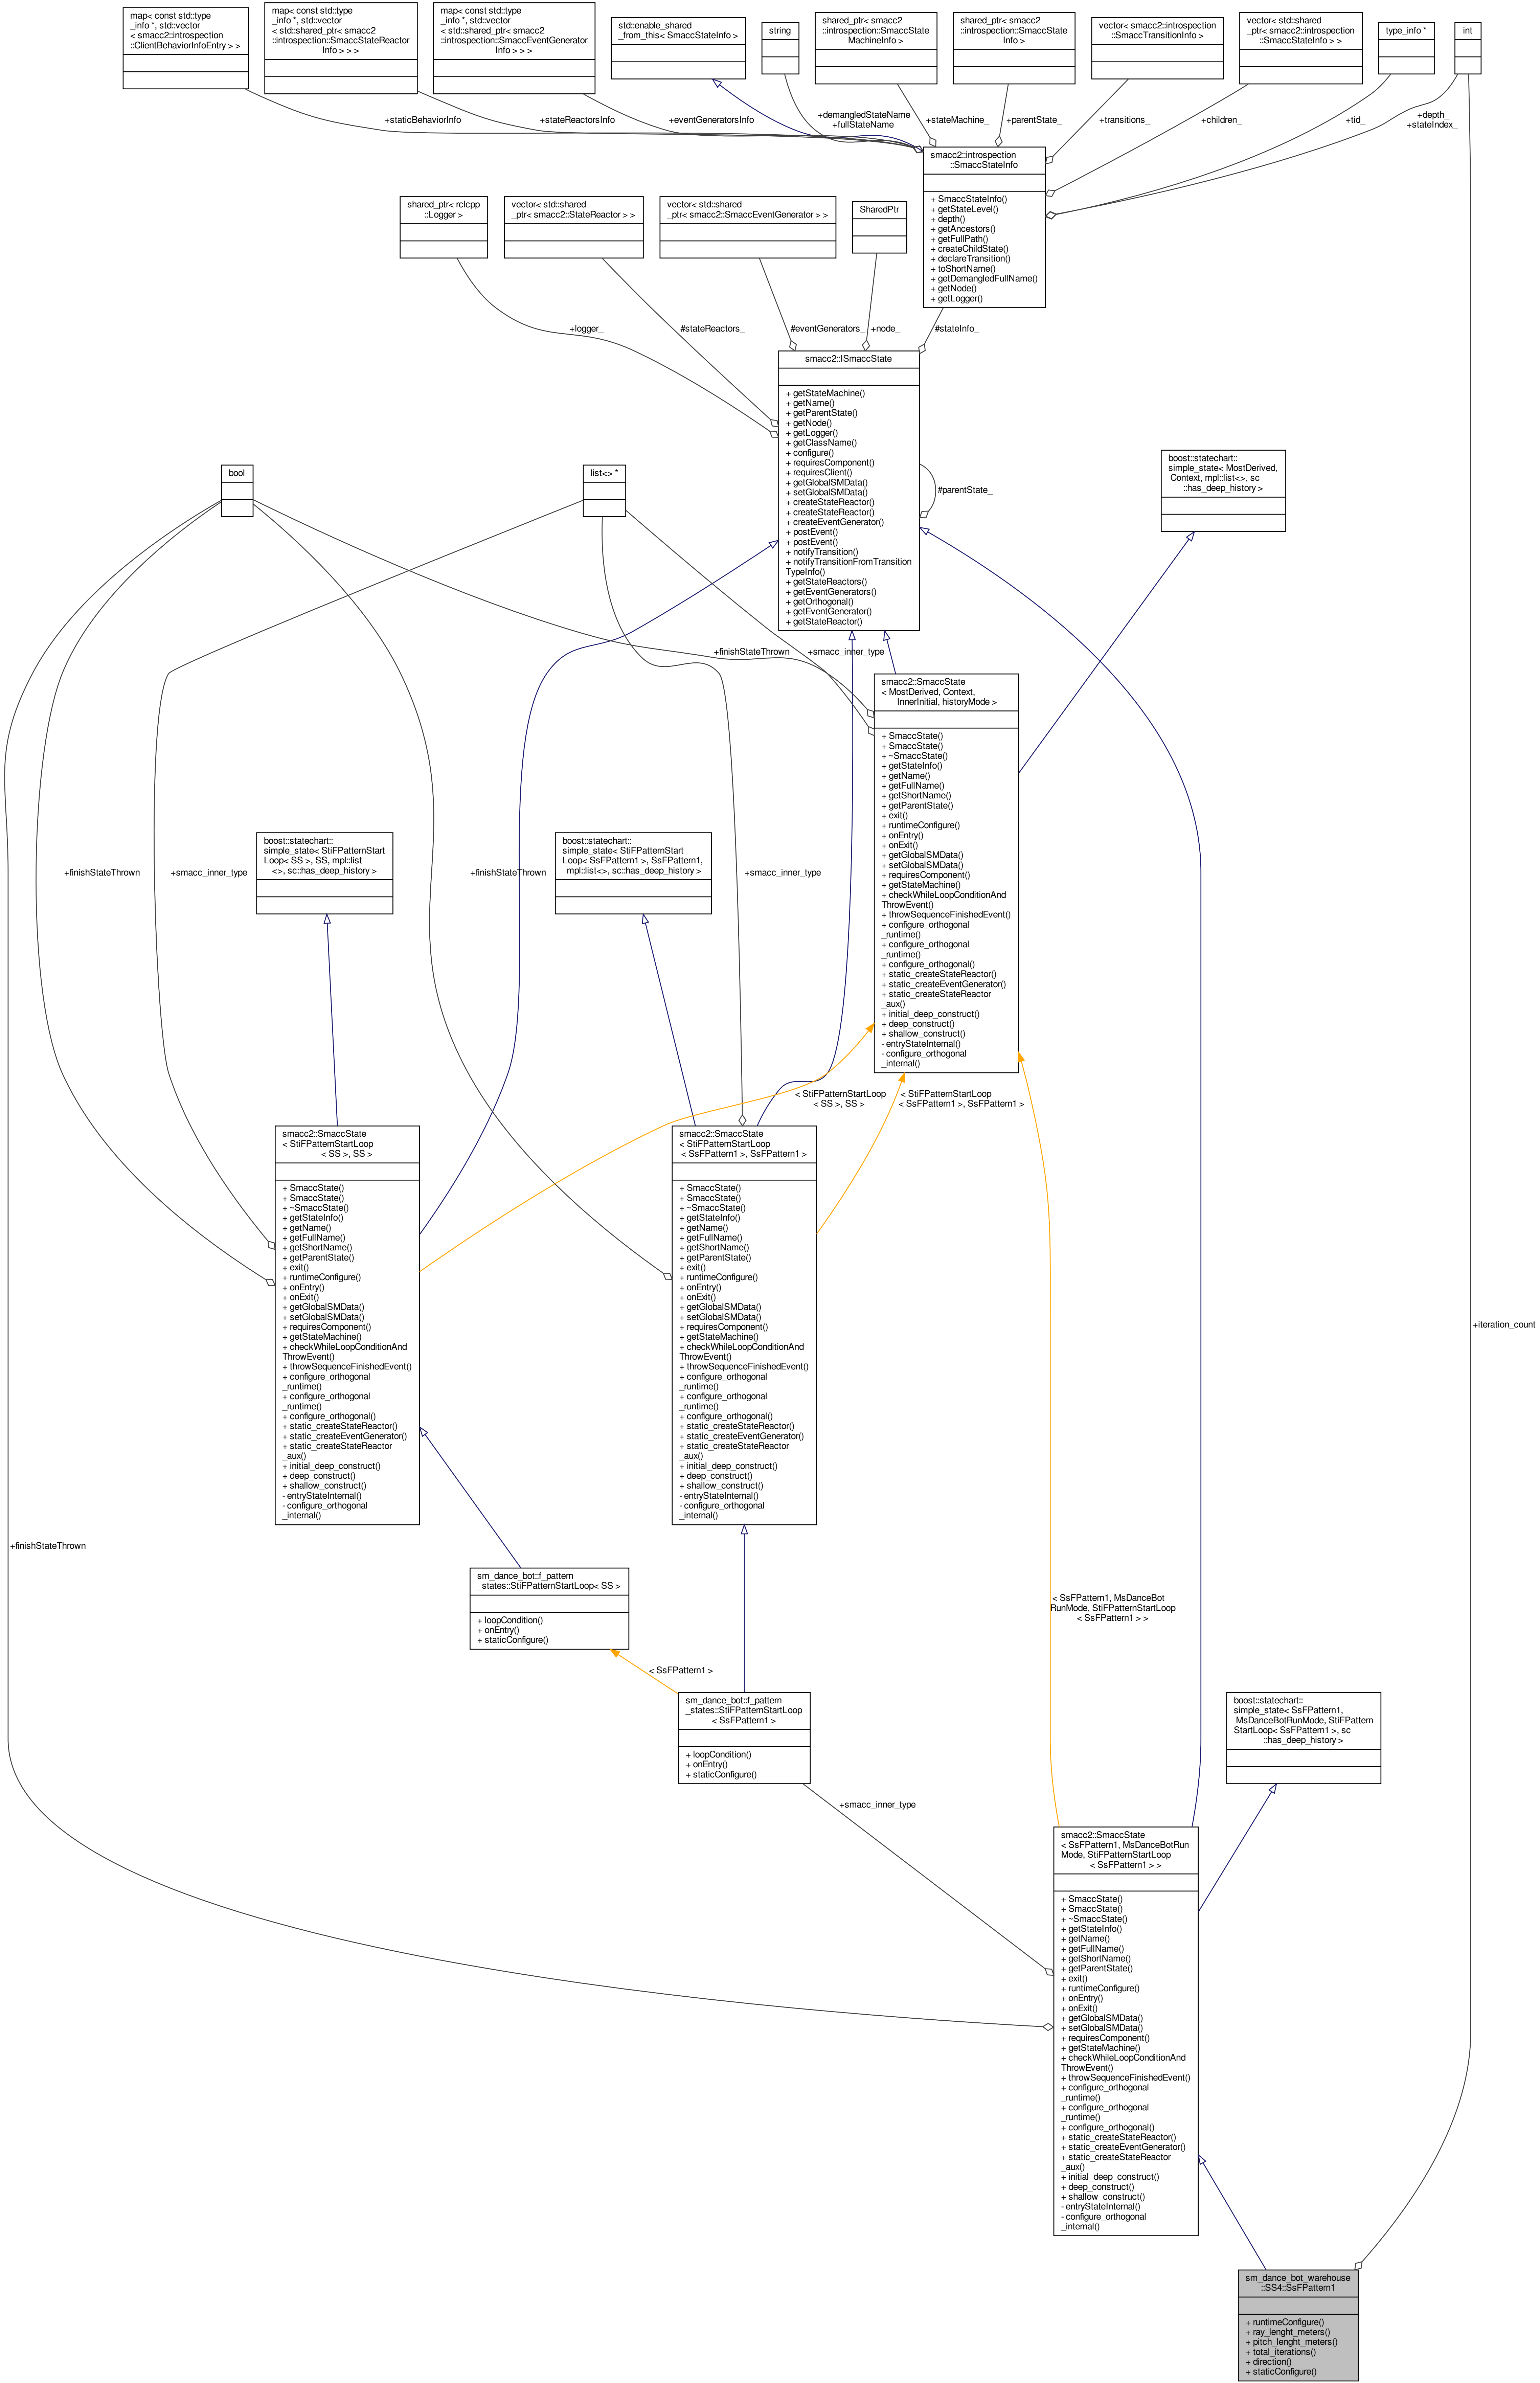 map< const std::type
_info *, std::vector
< smacc2::introspection
::ClientBehaviorInfoEntry > >
map< const std::type
_info *, std::vector
< std::shared_ptr< smacc2
::introspection::SmaccStateReactor
Info > > >
map< const std::type
_info *, std::vector
< std::shared_ptr< smacc2
::introspection::SmaccEventGenerator
Info > > >
std::enable_shared
_from_this< SmaccStateInfo >
string
shared_ptr< smacc2
::introspection::SmaccState
MachineInfo >
shared_ptr< smacc2
::introspection::SmaccState
Info >
vector< smacc2::introspection
::SmaccTransitionInfo >
vector< std::shared
_ptr< smacc2::introspection
::SmaccStateInfo > >
type_info *
int
+staticBehaviorInfo
+stateReactorsInfo
+eventGeneratorsInfo
+demangledStateName
+fullStateName
+stateMachine_
+parentState_
+transitions_
+children_
+tid_
+depth_
+stateIndex_
smacc2::introspection
::SmaccStateInfo
+ SmaccStateInfo()
+ getStateLevel()
+ depth()
+ getAncestors()
+ getFullPath()
+ createChildState()
+ declareTransition()
+ toShortName()
+ getDemangledFullName()
+ getNode()
+ getLogger()
shared_ptr< rclcpp
::Logger >
vector< std::shared
_ptr< smacc2::StateReactor > >
vector< std::shared
_ptr< smacc2::SmaccEventGenerator > >
SharedPtr
+logger_
#stateReactors_
#eventGenerators_
+node_
#stateInfo_
smacc2::ISmaccState
+ getStateMachine()
+ getName()
+ getParentState()
+ getNode()
+ getLogger()
+ getClassName()
+ configure()
+ requiresComponent()
+ requiresClient()
+ getGlobalSMData()
+ setGlobalSMData()
+ createStateReactor()
+ createStateReactor()
+ createEventGenerator()
+ postEvent()
+ postEvent()
+ notifyTransition()
+ notifyTransitionFromTransition
TypeInfo()
+ getStateReactors()
+ getEventGenerators()
+ getOrthogonal()
+ getEventGenerator()
+ getStateReactor()
#parentState_
bool
list<> *
boost::statechart::
simple_state< MostDerived,
Context, mpl::list<>, sc
::has_deep_history >
+finishStateThrown
+smacc_inner_type
smacc2::SmaccState
< MostDerived, Context,
InnerInitial, historyMode >
+ SmaccState()
+ SmaccState()
+ ~SmaccState()
+ getStateInfo()
+ getName()
+ getFullName()
+ getShortName()
+ getParentState()
+ exit()
+ runtimeConfigure()
+ onEntry()
+ onExit()
+ getGlobalSMData()
+ setGlobalSMData()
+ requiresComponent()
+ getStateMachine()
+ checkWhileLoopConditionAnd
ThrowEvent()
+ throwSequenceFinishedEvent()
+ configure_orthogonal
_runtime()
+ configure_orthogonal
_runtime()
+ configure_orthogonal()
+ static_createStateReactor()
+ static_createEventGenerator()
+ static_createStateReactor
_aux()
+ initial_deep_construct()
+ deep_construct()
+ shallow_construct()
- entryStateInternal()
- configure_orthogonal
_internal()
boost::statechart::
simple_state< StiFPatternStart
Loop< SS >, SS, mpl::list
<>, sc::has_deep_history >
boost::statechart::
simple_state< StiFPatternStart
Loop< SsFPattern1 >, SsFPattern1,
mpl::list<>, sc::has_deep_history >
+finishStateThrown
+smacc_inner_type
+finishStateThrown
+smacc_inner_type
< StiFPatternStartLoop
< SS >, SS >
< StiFPatternStartLoop
< SsFPattern1 >, SsFPattern1 >
smacc2::SmaccState
< StiFPatternStartLoop
< SS >, SS >
+ SmaccState()
+ SmaccState()
+ ~SmaccState()
+ getStateInfo()
+ getName()
+ getFullName()
+ getShortName()
+ getParentState()
+ exit()
+ runtimeConfigure()
+ onEntry()
+ onExit()
+ getGlobalSMData()
+ setGlobalSMData()
+ requiresComponent()
+ getStateMachine()
+ checkWhileLoopConditionAnd
ThrowEvent()
+ throwSequenceFinishedEvent()
+ configure_orthogonal
_runtime()
+ configure_orthogonal
_runtime()
+ configure_orthogonal()
+ static_createStateReactor()
+ static_createEventGenerator()
+ static_createStateReactor
_aux()
+ initial_deep_construct()
+ deep_construct()
+ shallow_construct()
- entryStateInternal()
- configure_orthogonal
_internal()
smacc2::SmaccState
< StiFPatternStartLoop
< SsFPattern1 >, SsFPattern1 >
+ SmaccState()
+ SmaccState()
+ ~SmaccState()
+ getStateInfo()
+ getName()
+ getFullName()
+ getShortName()
+ getParentState()
+ exit()
+ runtimeConfigure()
+ onEntry()
+ onExit()
+ getGlobalSMData()
+ setGlobalSMData()
+ requiresComponent()
+ getStateMachine()
+ checkWhileLoopConditionAnd
ThrowEvent()
+ throwSequenceFinishedEvent()
+ configure_orthogonal
_runtime()
+ configure_orthogonal
_runtime()
+ configure_orthogonal()
+ static_createStateReactor()
+ static_createEventGenerator()
+ static_createStateReactor
_aux()
+ initial_deep_construct()
+ deep_construct()
+ shallow_construct()
- entryStateInternal()
- configure_orthogonal
_internal()
+iteration_count
+finishStateThrown
sm_dance_bot::f_pattern
_states::StiFPatternStartLoop< SS >
+ loopCondition()
+ onEntry()
+ staticConfigure()
< SsFPattern1, MsDanceBot
RunMode, StiFPatternStartLoop
< SsFPattern1 > >
< SsFPattern1 >
sm_dance_bot::f_pattern
_states::StiFPatternStartLoop
< SsFPattern1 >
+ loopCondition()
+ onEntry()
+ staticConfigure()
boost::statechart::
simple_state< SsFPattern1,
MsDanceBotRunMode, StiFPattern
StartLoop< SsFPattern1 >, sc
::has_deep_history >
+smacc_inner_type
smacc2::SmaccState
< SsFPattern1, MsDanceBotRun
Mode, StiFPatternStartLoop
< SsFPattern1 > >
+ SmaccState()
+ SmaccState()
+ ~SmaccState()
+ getStateInfo()
+ getName()
+ getFullName()
+ getShortName()
+ getParentState()
+ exit()
+ runtimeConfigure()
+ onEntry()
+ onExit()
+ getGlobalSMData()
+ setGlobalSMData()
+ requiresComponent()
+ getStateMachine()
+ checkWhileLoopConditionAnd
ThrowEvent()
+ throwSequenceFinishedEvent()
+ configure_orthogonal
_runtime()
+ configure_orthogonal
_runtime()
+ configure_orthogonal()
+ static_createStateReactor()
+ static_createEventGenerator()
+ static_createStateReactor
_aux()
+ initial_deep_construct()
+ deep_construct()
+ shallow_construct()
- entryStateInternal()
- configure_orthogonal
_internal()
sm_dance_bot_warehouse
::SS4::SsFPattern1
+ runtimeConfigure()
+ ray_lenght_meters()
+ pitch_lenght_meters()
+ total_iterations()
+ direction()
+ staticConfigure()